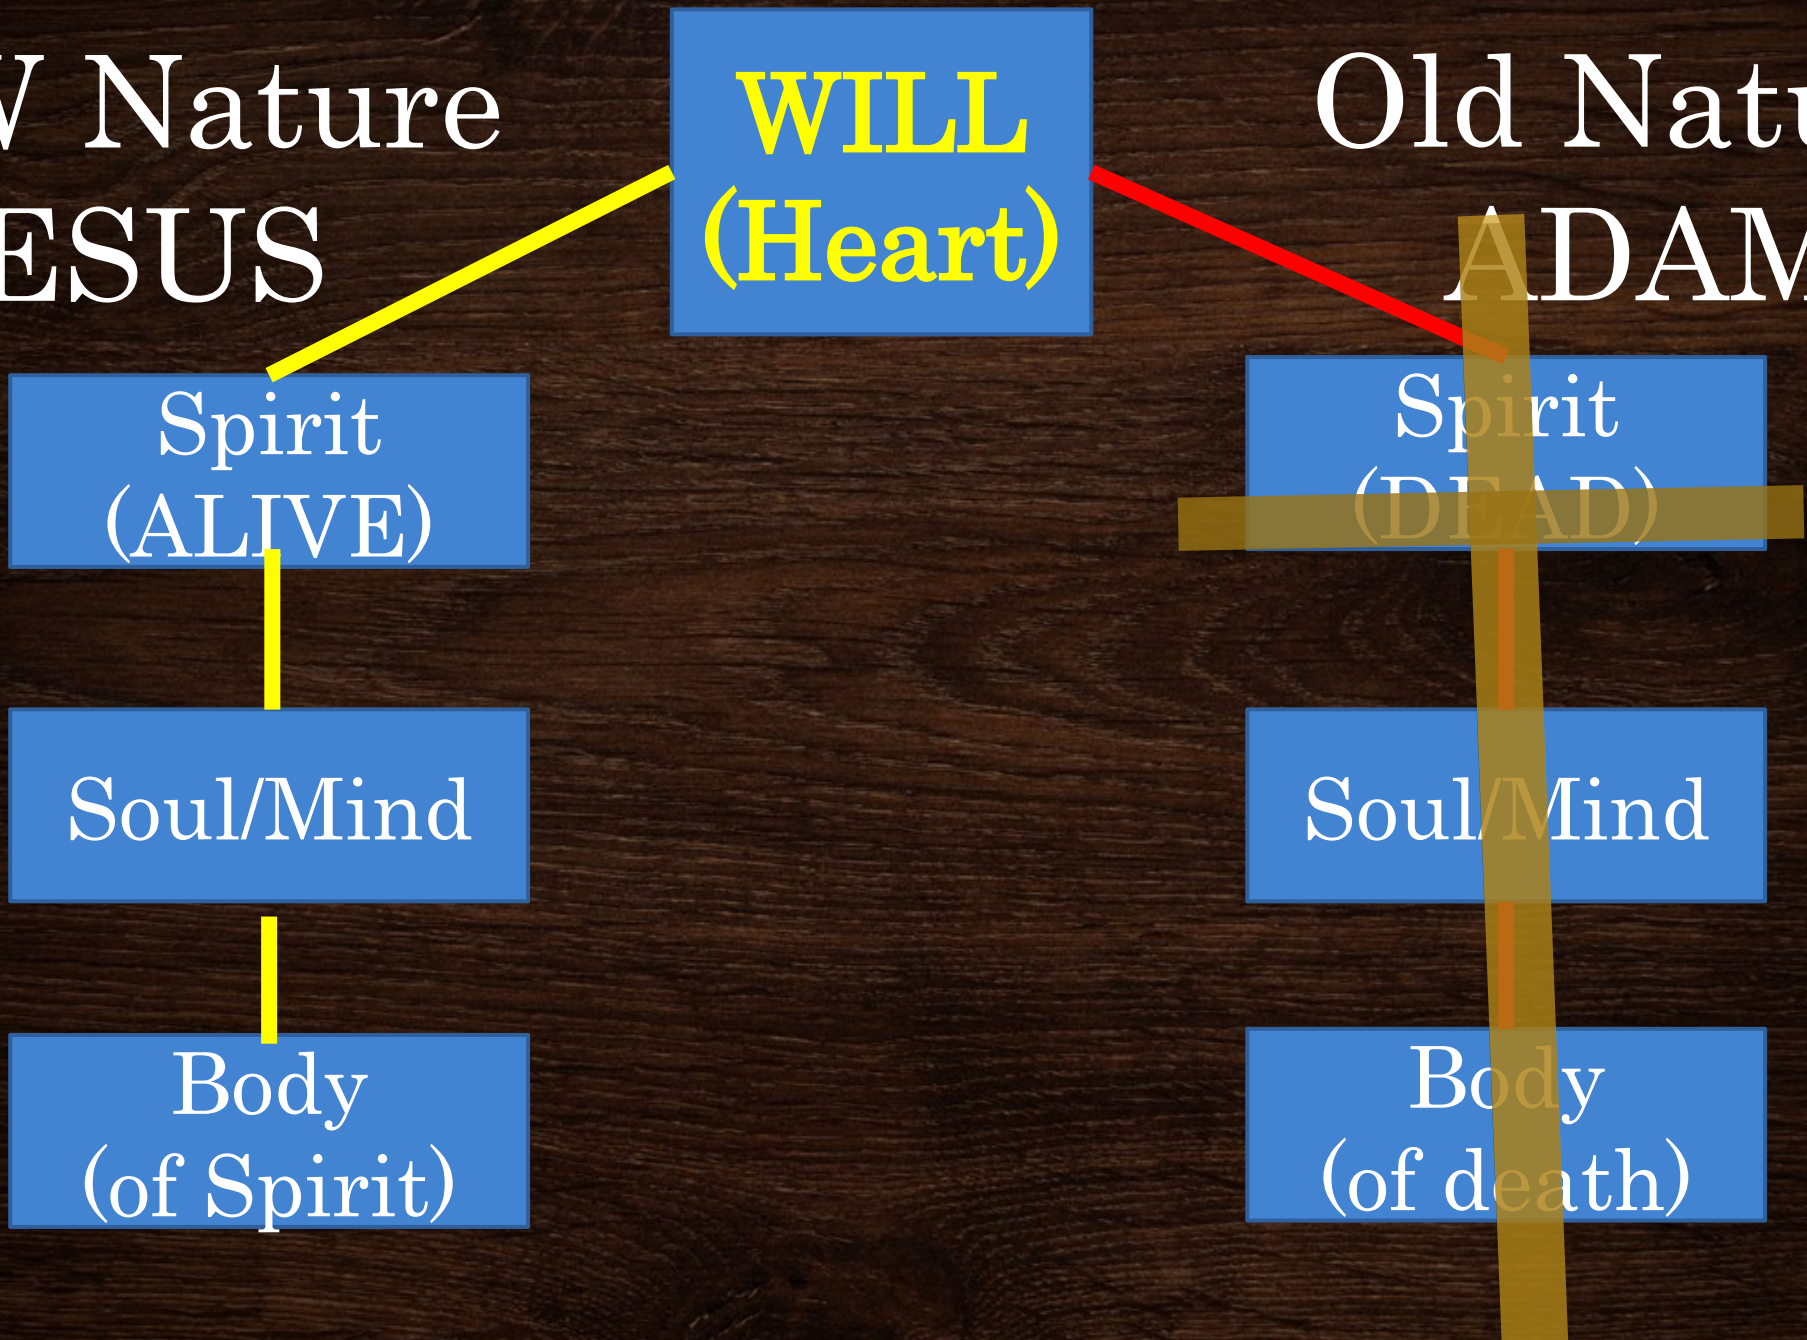 W Nature
ESUS
WILL
(Heart)
Old Natu
ADAM
Spirit
(ALIVE)
Spirit
(DEAD)
Soul/Mind
Soul/Mind
Body
(of Spirit)
Body
(of death)